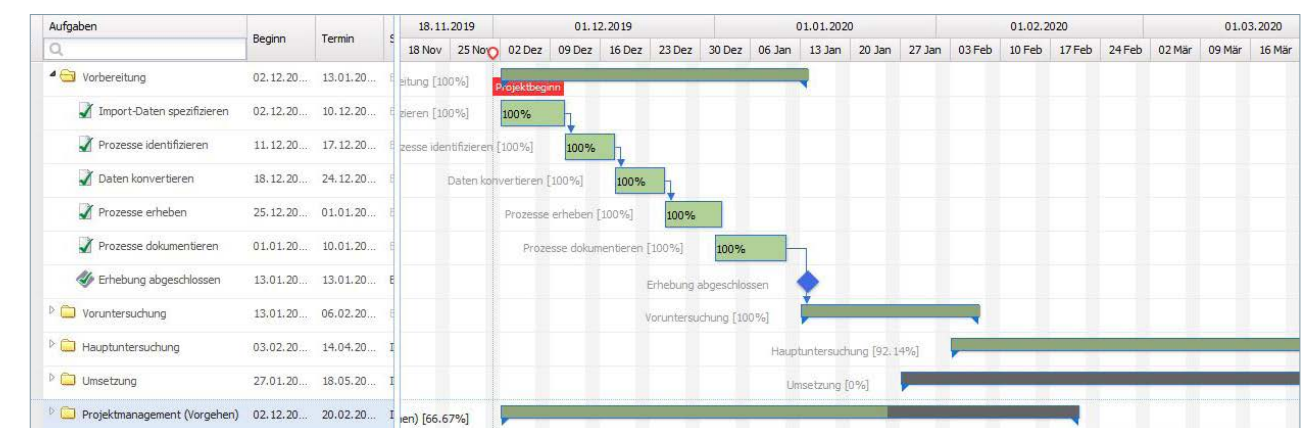 Aufgaben Beginn Termin S 18.11.2019 01.12.2019 01.01.2020 01.02.2020 01.03.2020
18 Nov 25 Nov 02 Dez 09 Dez 16 Dez 23 Dez 30 Dez 06 Jan 13 Jan 20 Jan 27 Jan 03 Feb 10 Feb 17 Feb 24 Feb 02 Mär 09 Mär 16 Mär
Vorbereitung 02.12.20... 13.01.20... eitung [100%]
Projektbeginn
Import-Daten spezifizieren 02.12.20... 10.12.20... zieren [100%] 100%
Prozesse identifizieren 11.12.20... 17.12.20... zesse identifizieren [100%] 100%
Daten konvertieren 18.12.20... 24.12.20... Daten konvertieren [100%] 100%
Prozesse erheben 25.12.20... 01.01.20... Prozesse erheben [100%] 100%
Prozesse dokumentieren 01.01.20... 10.01.20... Prozesse dokumentieren [100%] 100%
Erhebung abgeschlossen 13.01.20... 13.01.20... E Erhebung abgeschlossen
Voruntersuchung 13.01.20... 06.02.20... Voruntersuchung [100%]
Hauptuntersuchung 03.02.20... 14.04.20... I Hauptuntersuchung [92.14%]
Umsetzung 27.01.20... 18.05.20... I Umsetzung [0%]
Projektmanagement (Vorgehen) 02.12.20... 20.02.20... I en) [66.67%]